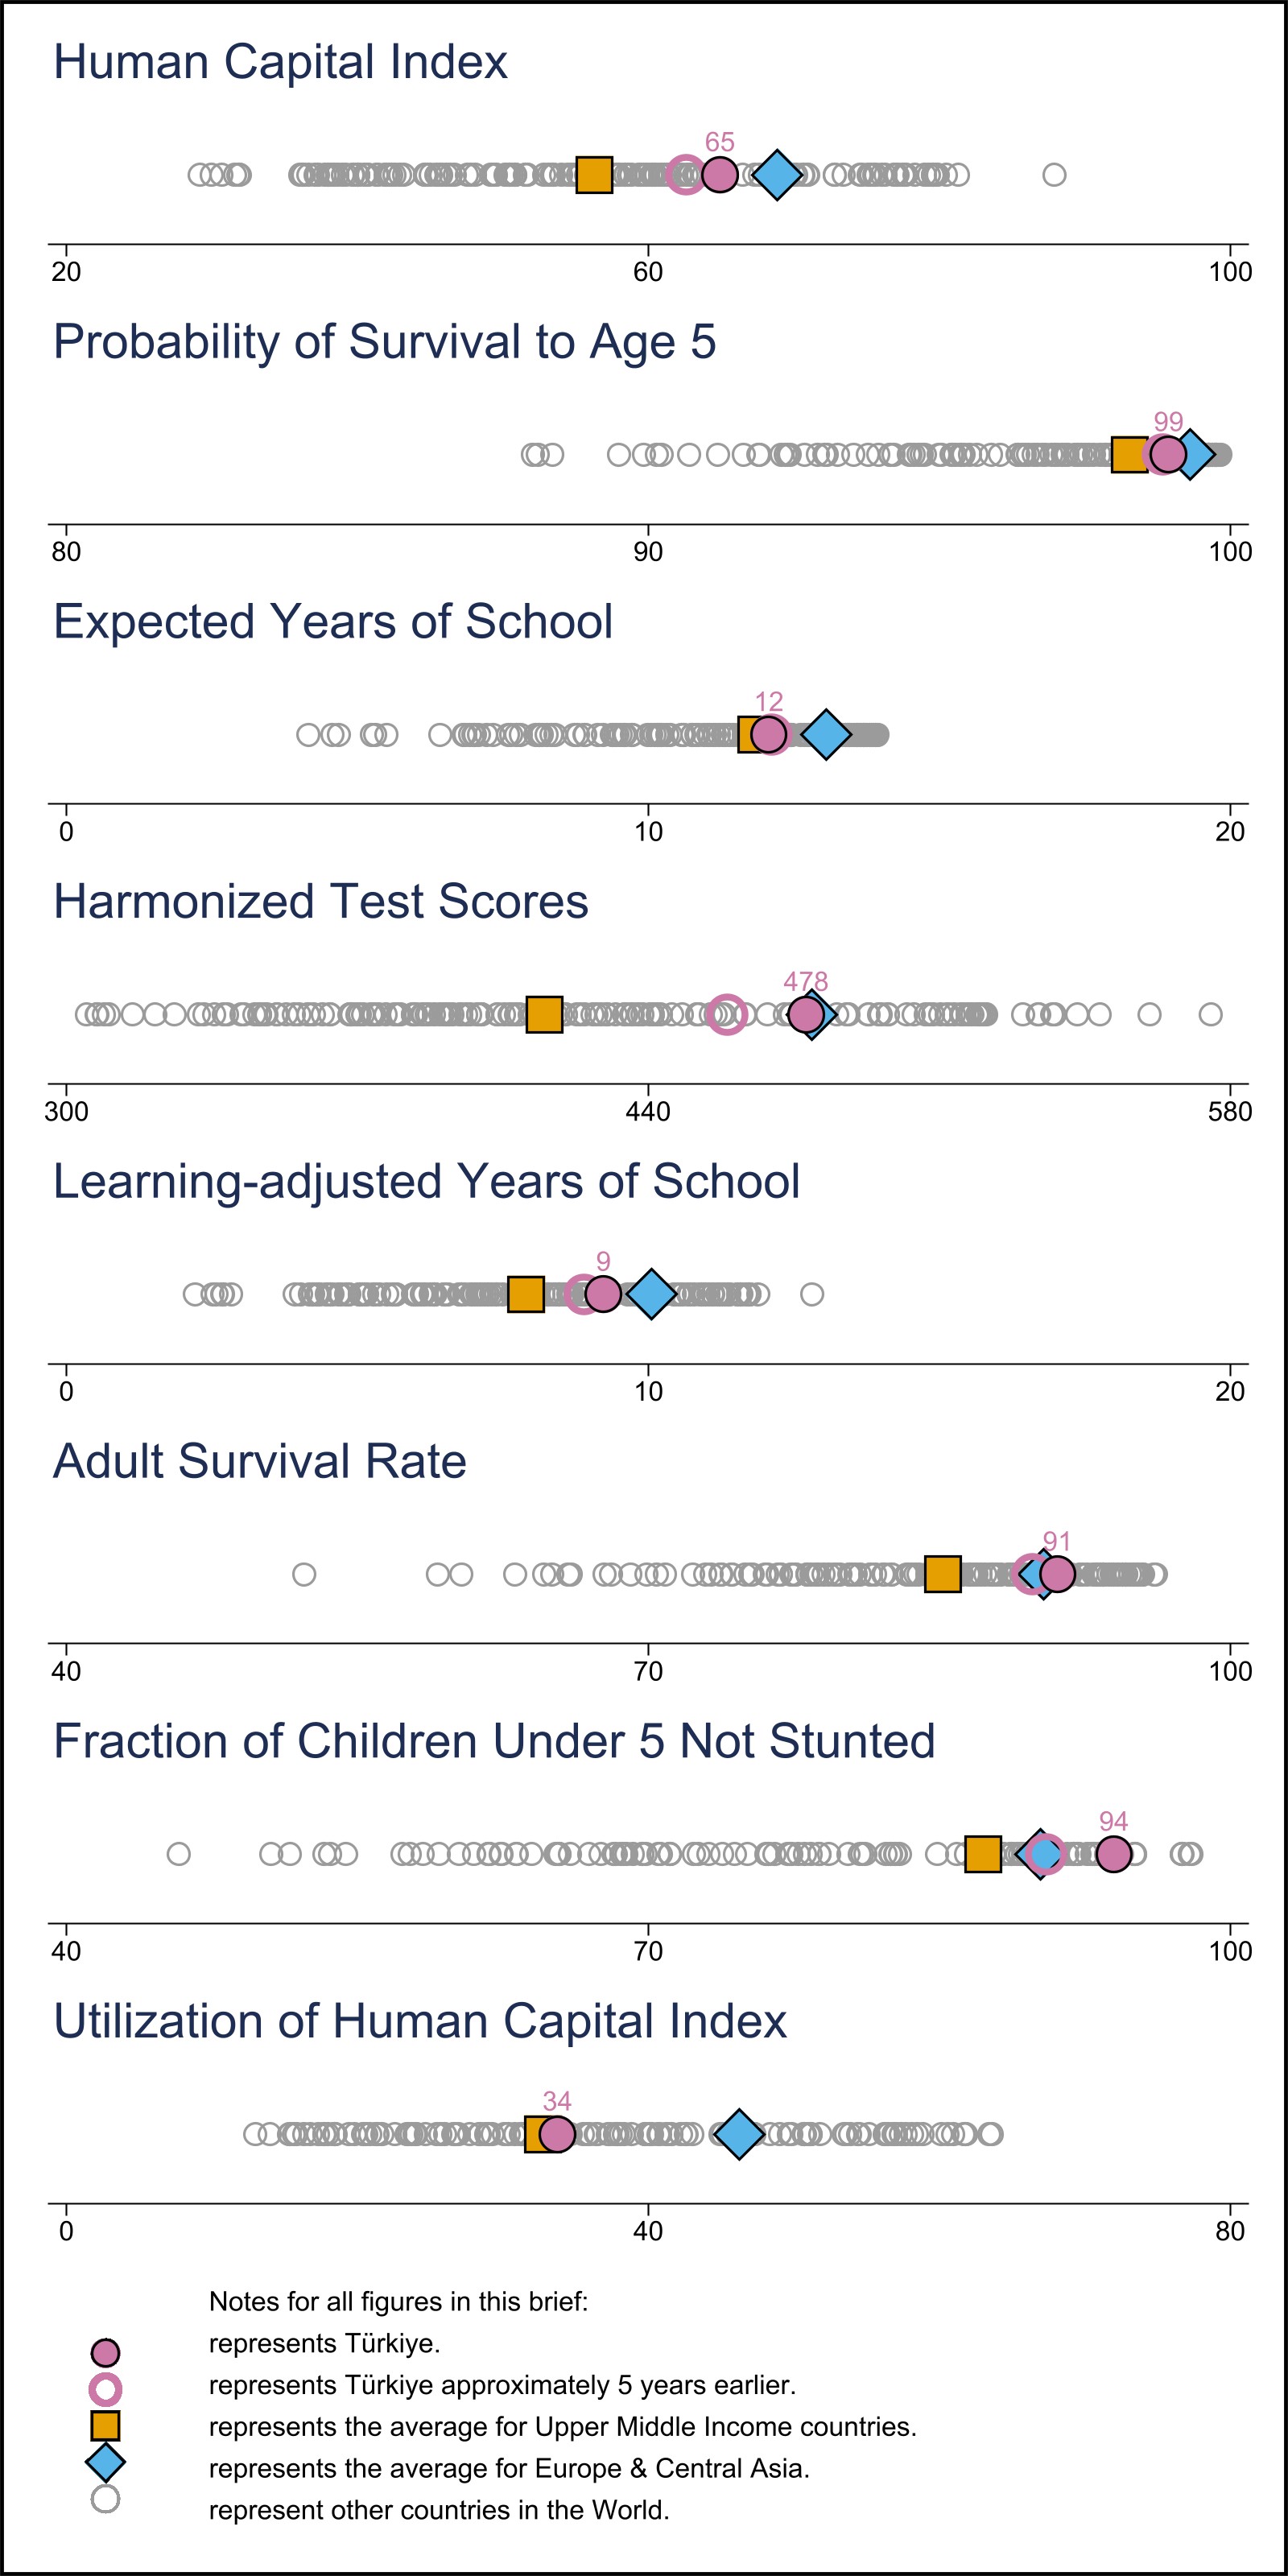 Human Capital Index
65
20 60 100
Probability of Survival to Age 5
99
80 90 100
Expected Years of School
12
0 10 20
Harmonized Test Scores
478
300 440 580
Learning-adjusted Years of School
9
0 10 20
Adult Survival Rate
91
40 70 100
Fraction of Children Under 5 Not Stunted
94
40 70 100
Utilization of Human Capital Index
34
0 40 80
Notes for all figures in this brief:
represents Türkiye.
represents Türkiye approximately 5 years earlier.
represents the average for Upper Middle Income countries.
represents the average for Europe & Central Asia.
represent other countries in the World.